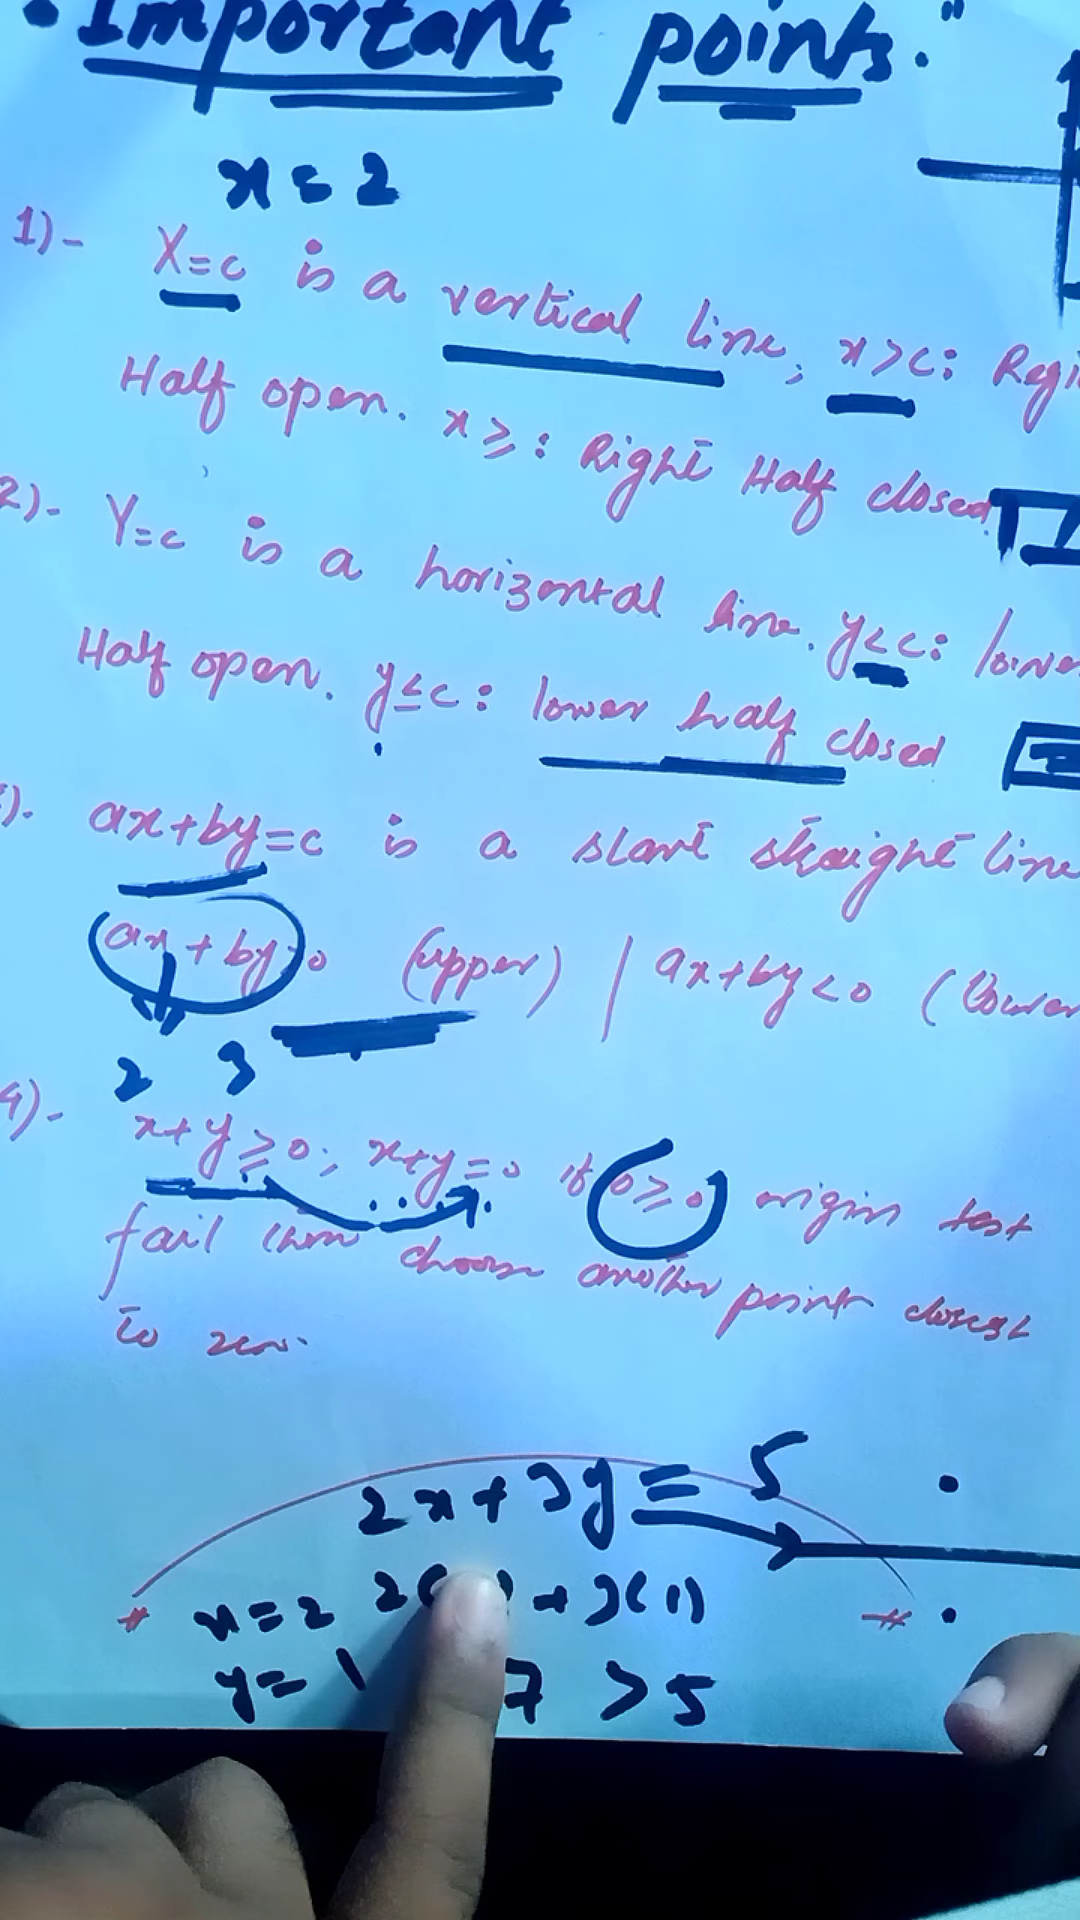 "Important points."
x = 2
1)- X=c is a vertical line, x>c: Regi
Half open. x ≥ : Right Half closed
2)- Y=c is a horizontal line. y<c: lower
Half open. y≤c: lower half closed
). ax+by=c is a slant straight line
ax + by>0 (upper) / ax+by<0 (lower
2 3
4)- x+y≥0; x+y=0 if 0≥0 origin test
fail then choose another point closest
to zero.
2x+3y= 5
x=2 2( ) + 3(1)
y=1 7 > 5